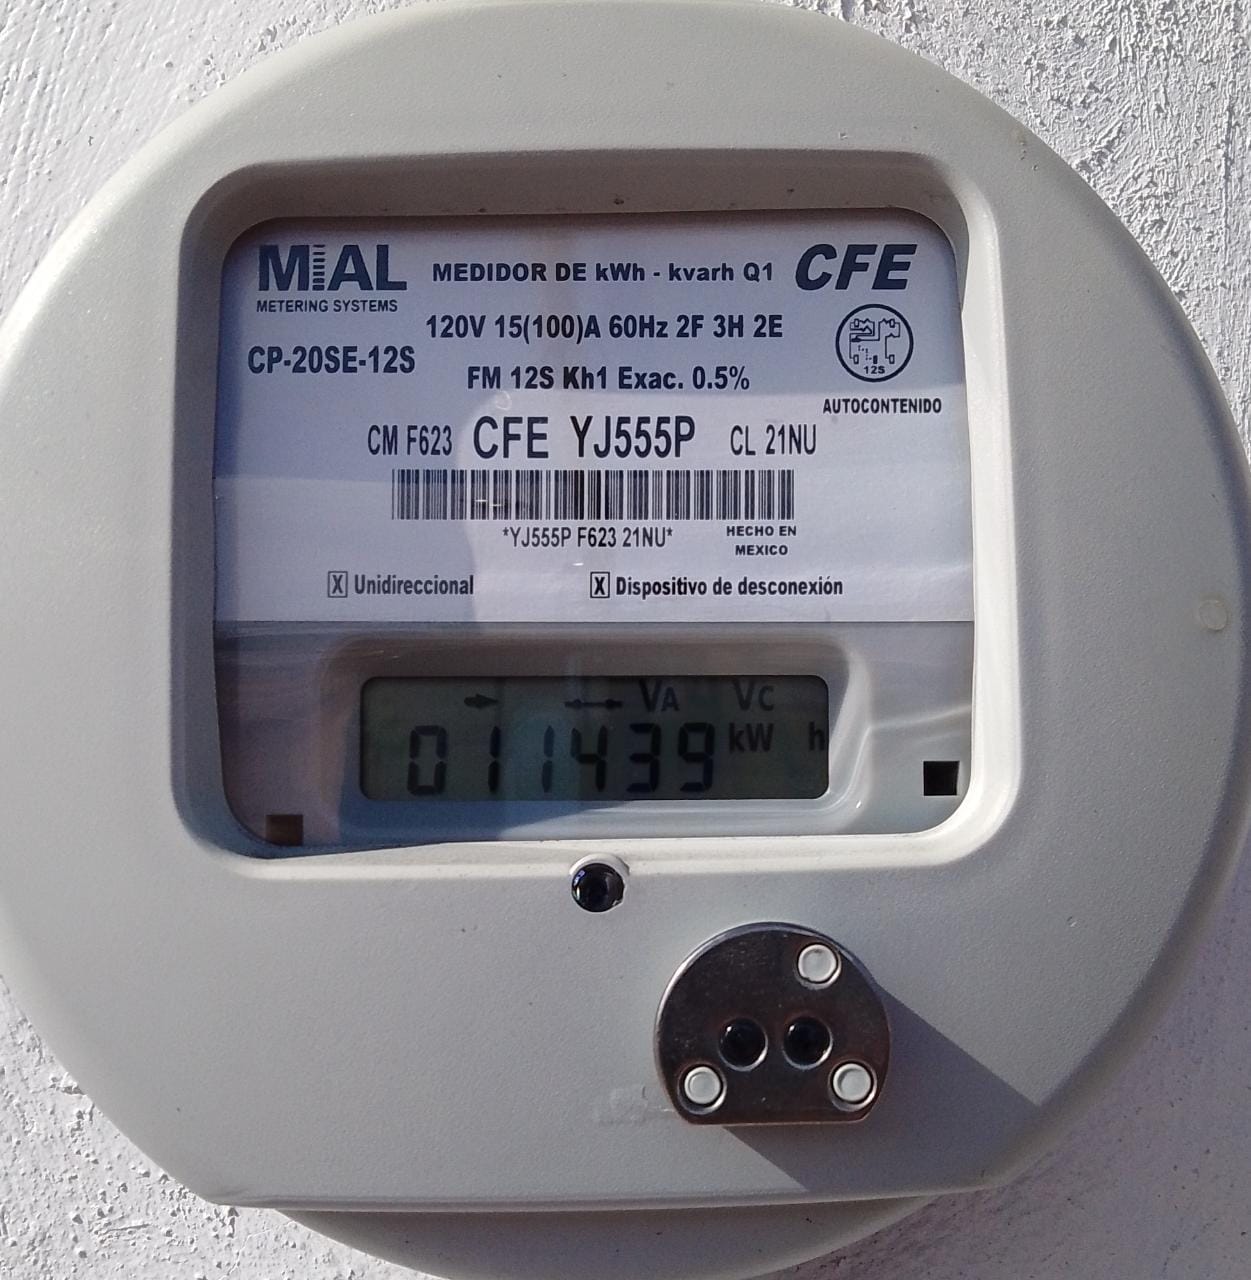 MIAL
METERING SYSTEMS
MEDIDOR DE kWh - kvarh Q1
CFE
120V 15(100)A 60Hz 2F 3H 2E
CP-20SE-12S
FM 12S Kh1 Exac. 0.5%
12S
AUTOCONTENIDO
CM F623 CFE YJ555P CL 21NU
*YJ555P F623 21NU*
HECHO EN
MEXICO
X Unidireccional
X Dispositivo de desconexión
VA VC
011439 kW h